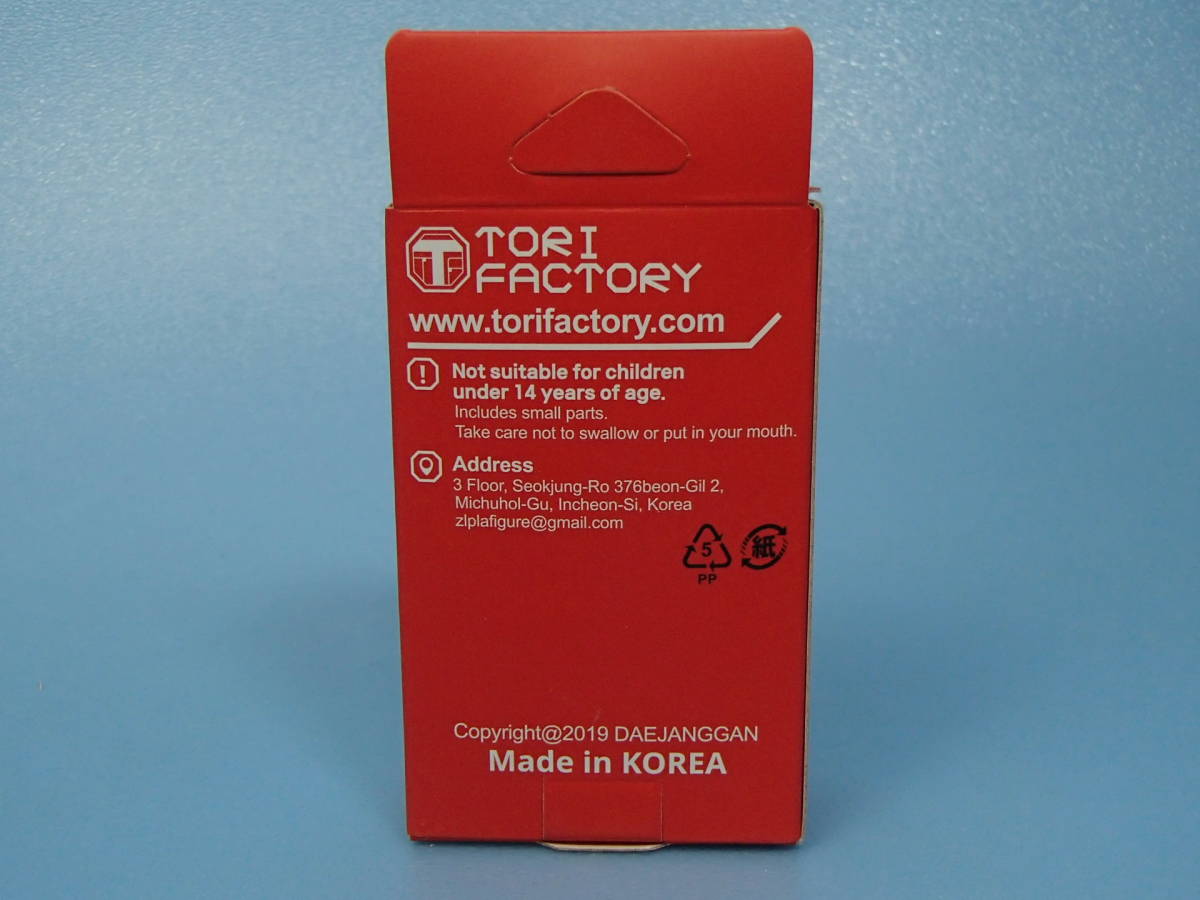 TF
TORI
FACTORY
www.torifactory.com
Not suitable for children
under 14 years of age.
Includes small parts.
Take care not to swallow or put in your mouth.
Address
3 Floor, Seokjung-Ro 376beon-Gil 2,
Michuhol-Gu, Incheon-Si, Korea
zlplafigure@gmail.com
5 紙
PP
Copyright@2019 DAEJANGGAN
Made in KOREA